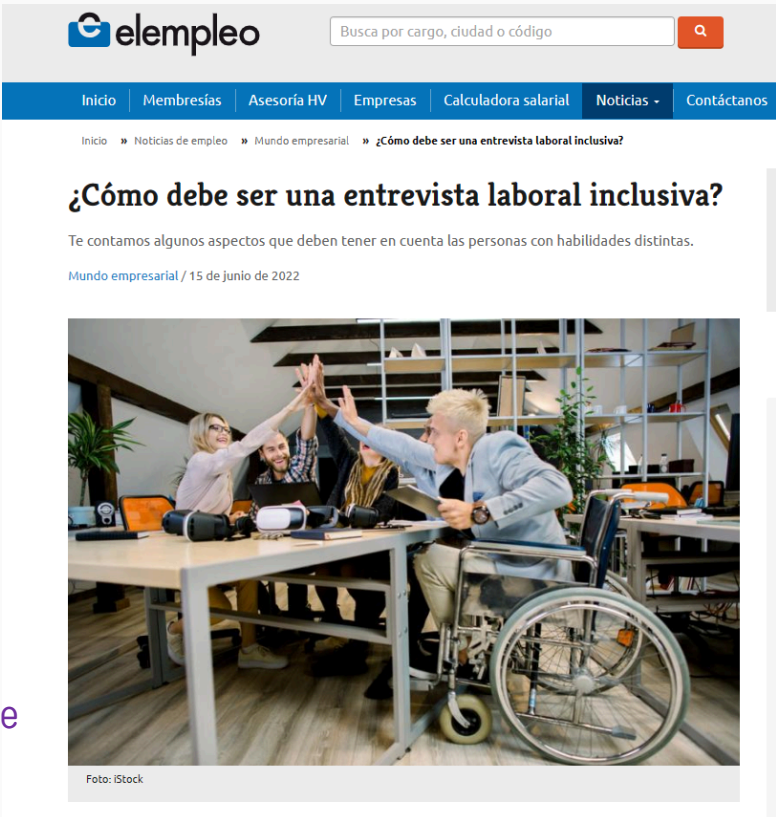 elempleo
Busca por cargo, ciudad o código
Inicio Membresías Asesoría HV Empresas Calculadora salarial Noticias Contáctanos
Inicio » Noticias de empleo » Mundo empresarial » ¿Cómo debe ser una entrevista laboral inclusiva?
¿Cómo debe ser una entrevista laboral inclusiva?
Te contamos algunos aspectos que deben tener en cuenta las personas con habilidades distintas.
Mundo empresarial / 15 de junio de 2022
e
Foto: iStock